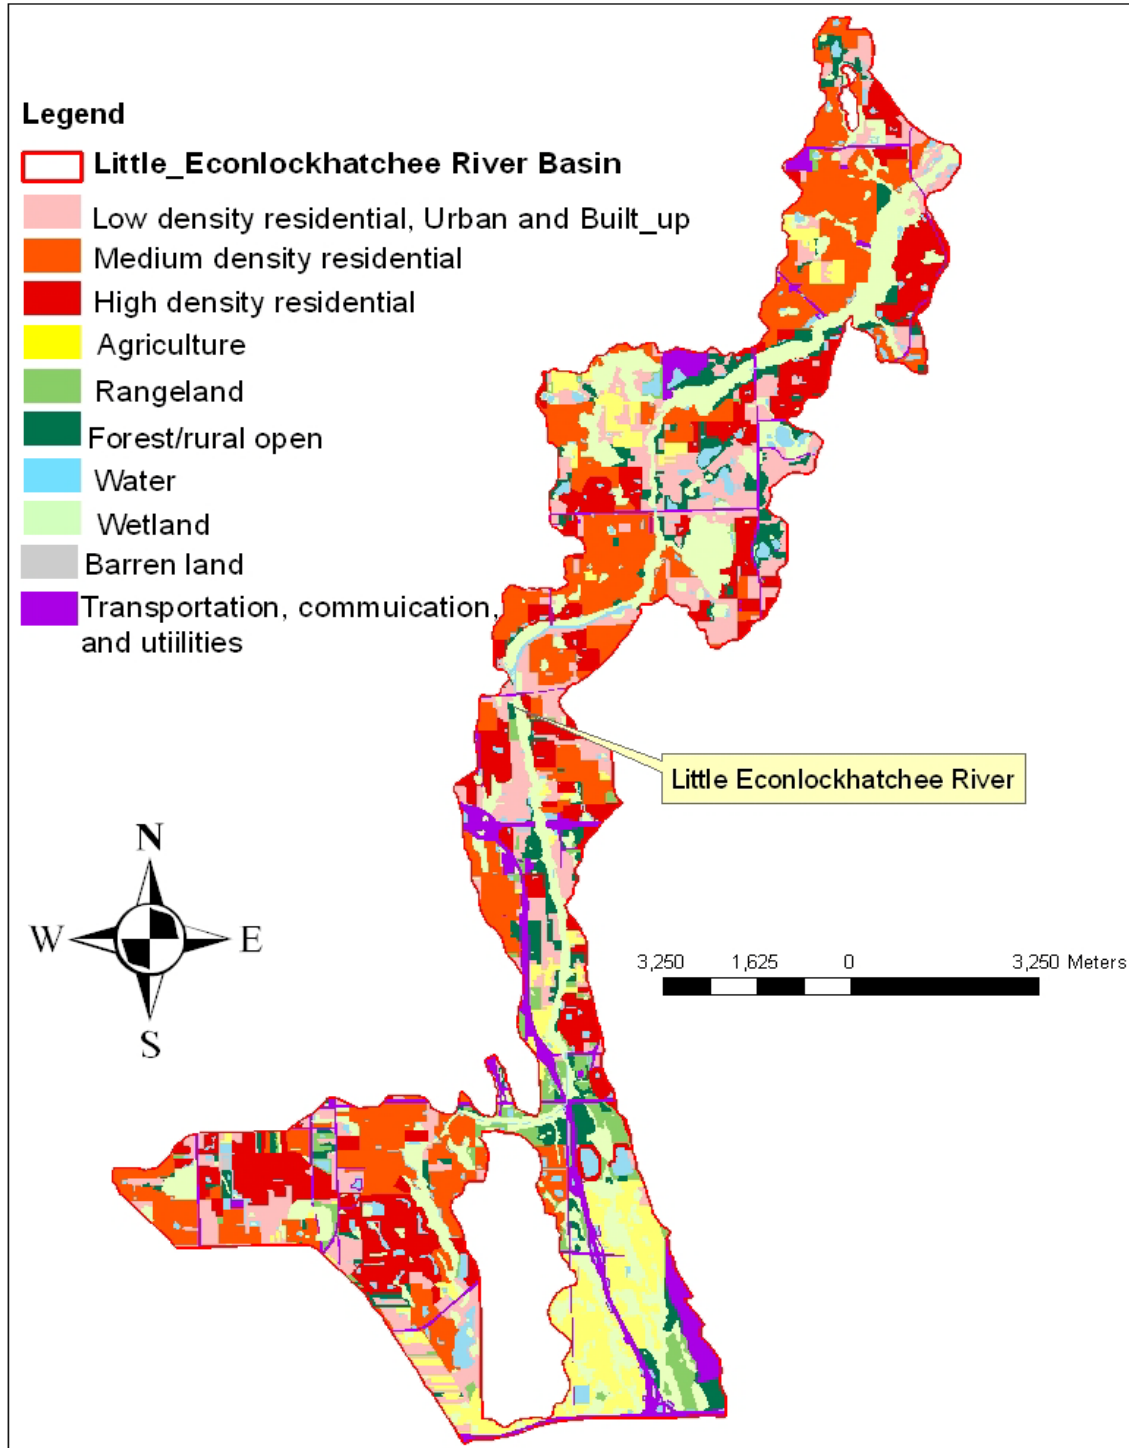 Legend
Little_Econlockhatchee River Basin
Low density residential, Urban and Built_up
Medium density residential
High density residential
Agriculture
Rangeland
Forest/rural open
Water
Wetland
Barren land
Transportation, commuication,
and utiilities
Little Econlockhatchee River
N
W E
S
3,250 1,625 0 3,250 Meters